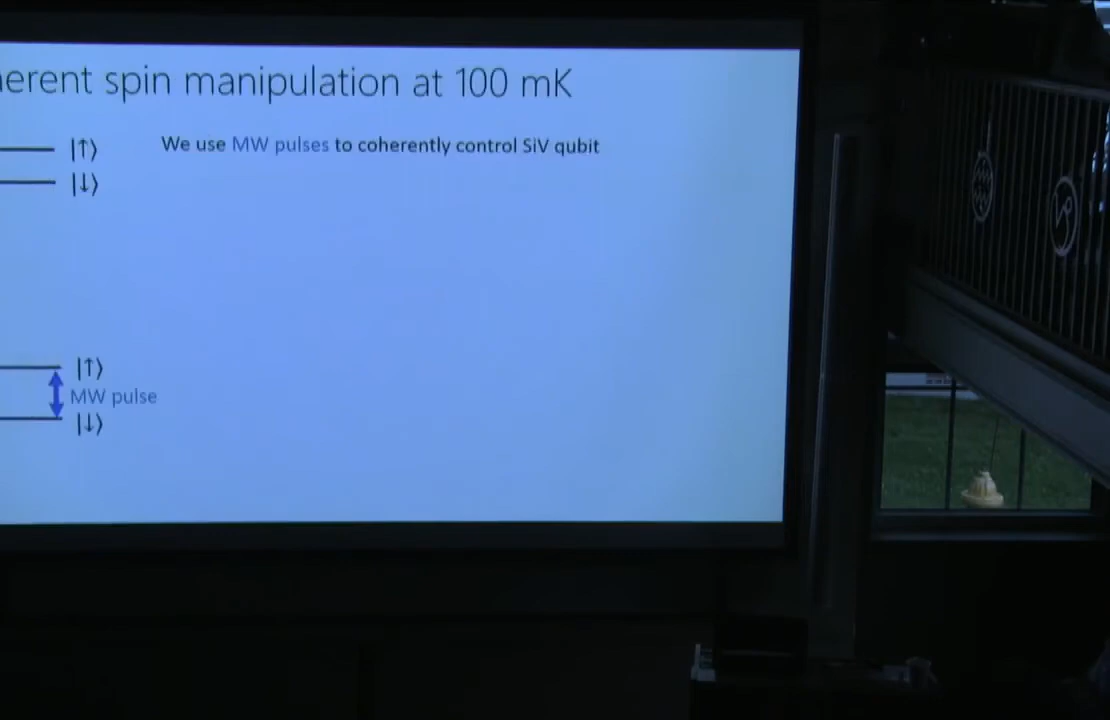 erent spin manipulation at 100 mK
|↑⟩
We use MW pulses to coherently control SiV qubit
|↓⟩
|↑⟩
MW pulse
|↓⟩